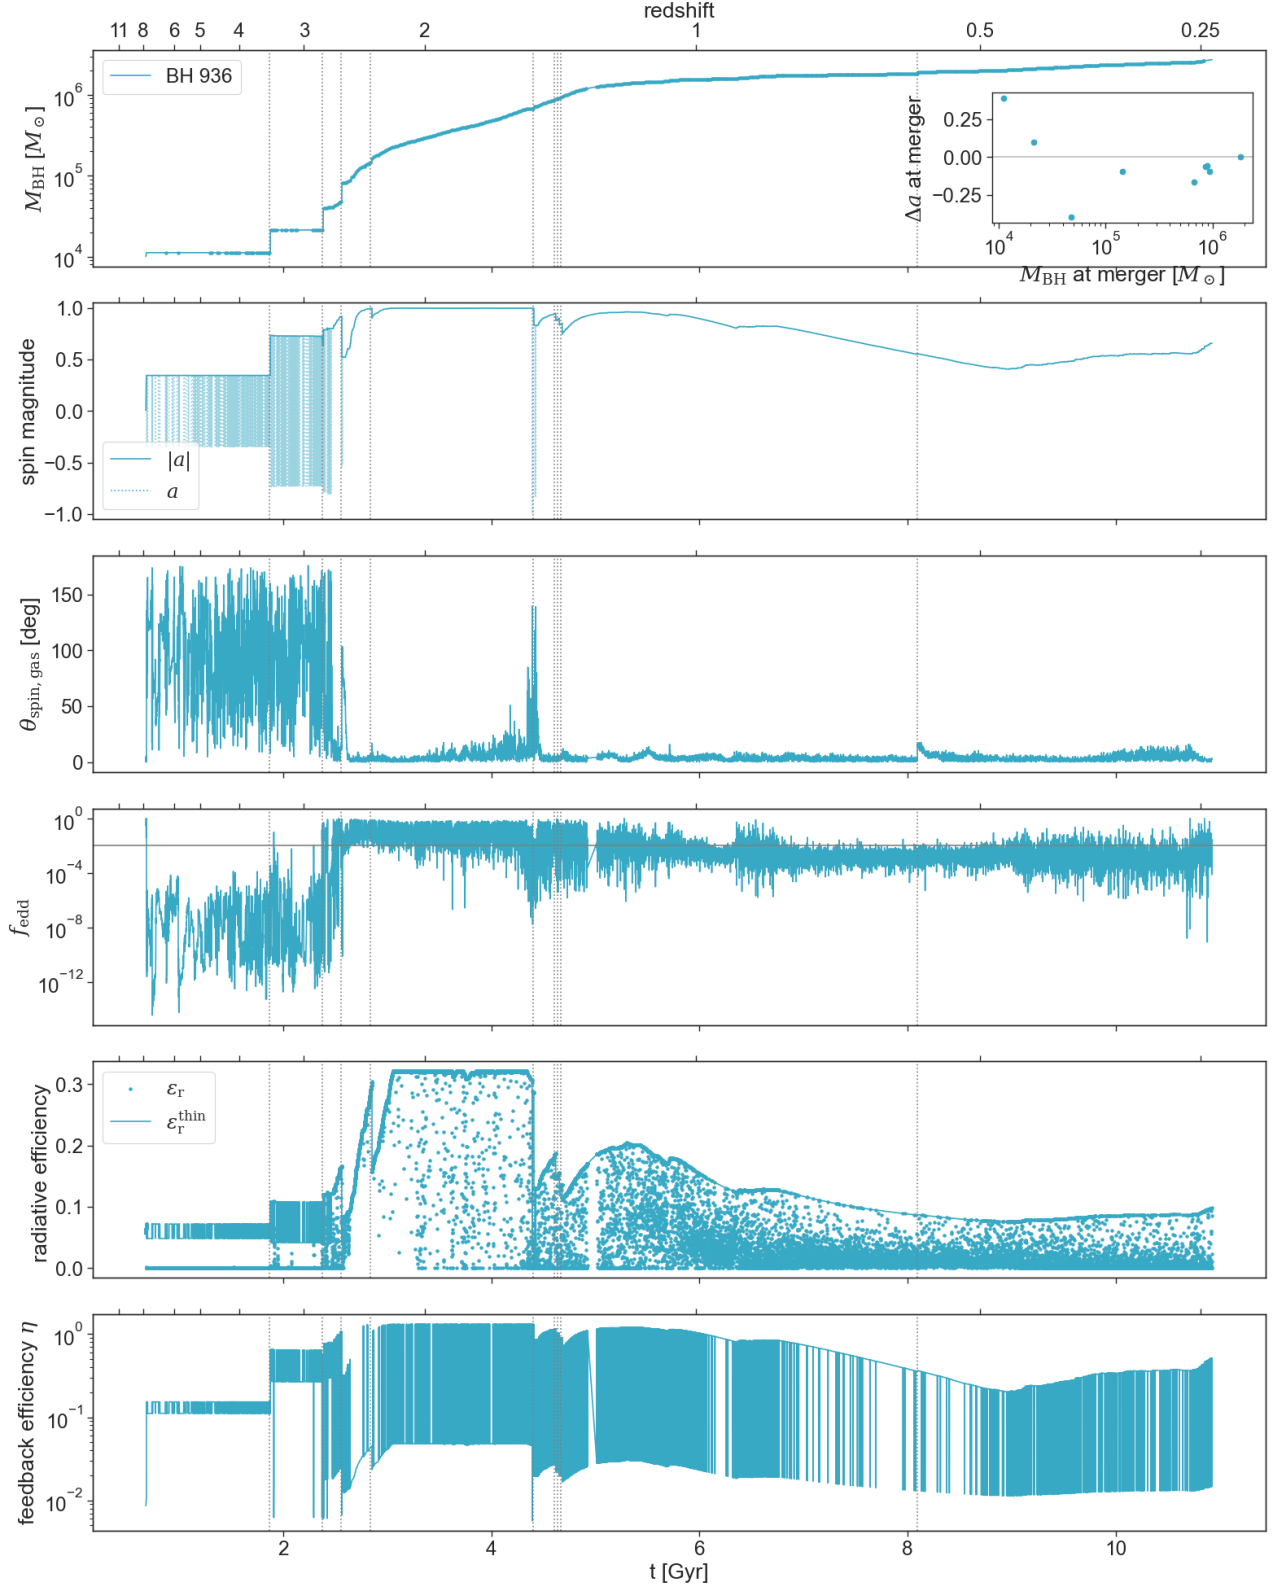 redshift
11 8 6 5 4 3 2 1 0.5 0.25
BH 936
M_BH [M_⊙]
10^6
10^5
10^4
Δa at merger
0.25
0.00
−0.25
10^4 10^5 10^6
M_BH at merger [M_⊙]
spin magnitude
1.0
0.5
0.0
−0.5
−1.0
|a|
a
θ_spin, gas [deg]
150
100
50
0
f_edd
10^0
10^−4
10^−8
10^−12
radiative efficiency
0.3
0.2
0.1
0.0
ε_r
ε_r^thin
feedback efficiency η
10^0
10^−1
10^−2
2 4 6 8 10
t [Gyr]